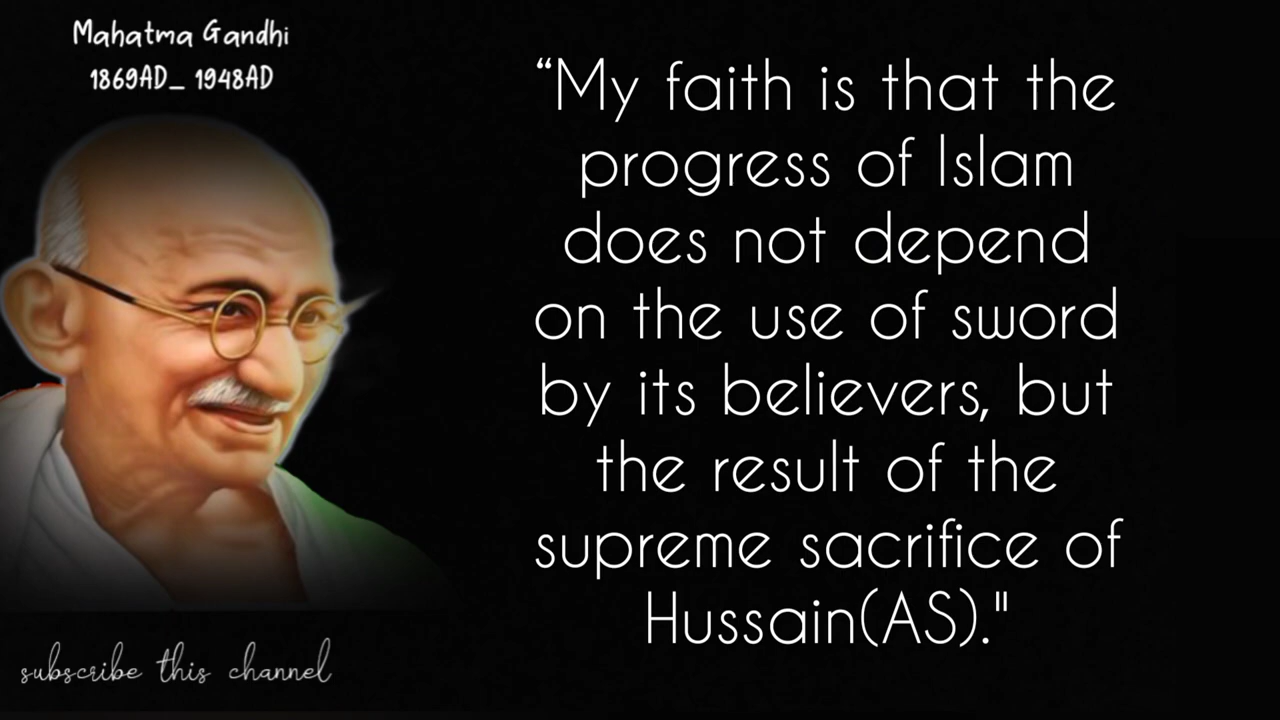 Mahatma Gandhi
1869AD_ 1948AD
“My faith is that the
progress of Islam
does not depend
on the use of sword
by its believers, but
the result of the
supreme sacrifice of
Hussain(AS)."
subscribe this channel